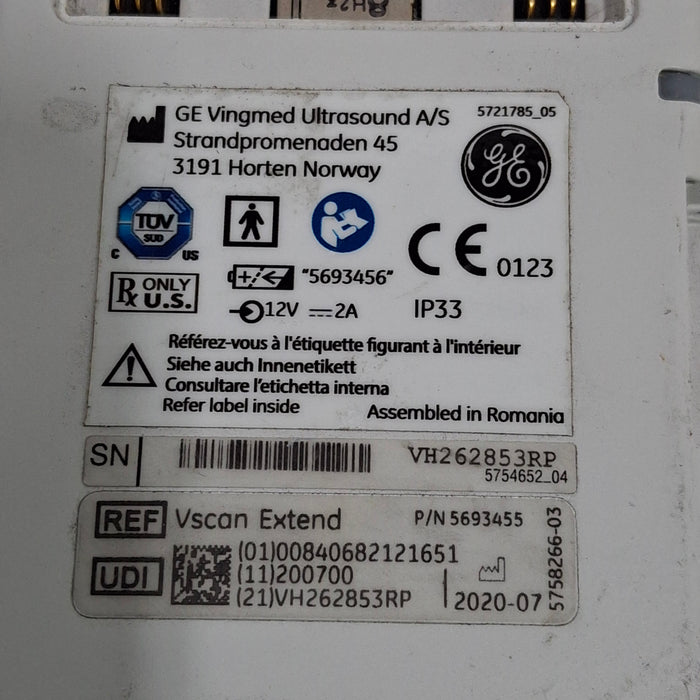 GE Vingmed Ultrasound A/S
Strandpromenaden 45
3191 Horten Norway
5721785_05
GE
TÜV
SÜD
C US
CE 0123
Rx ONLY
U.S.
+/- "5693456"
12V 2A
IP33
Référez-vous à l'étiquette figurant à l'intérieur
Siehe auch Innenetikett
Consultare l'etichetta interna
Refer label inside
Assembled in Romania
SN
VH262853RP
5754652_04
REF Vscan Extend
P/N 5693455
UDI
(01)00840682121651
(11)200700
(21)VH262853RP
2020-07
5758266-03